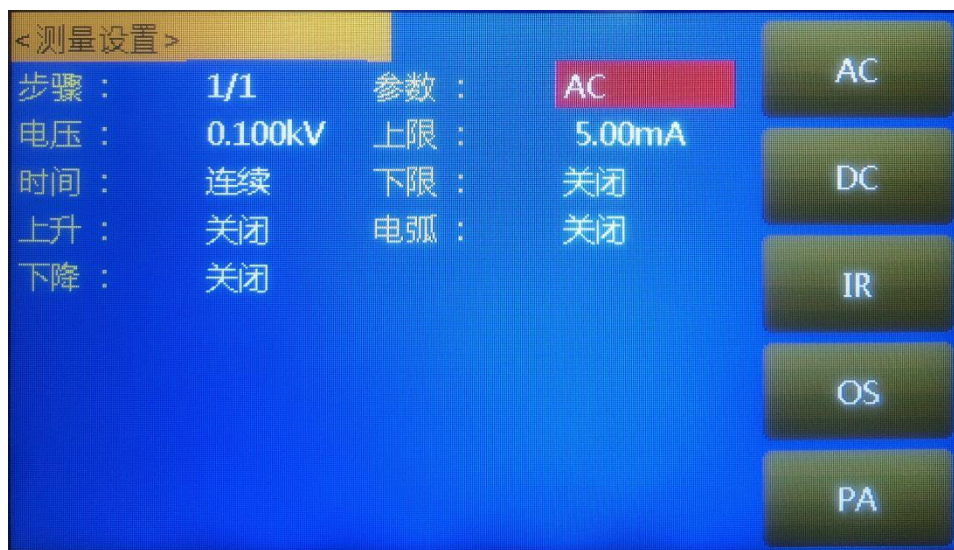 <测量设置>
步骤： 1/1 参数： AC
电压： 0.100kV 上限： 5.00mA
时间： 连续 下限： 关闭
上升： 关闭 电弧： 关闭
下降： 关闭
AC
DC
IR
OS
PA